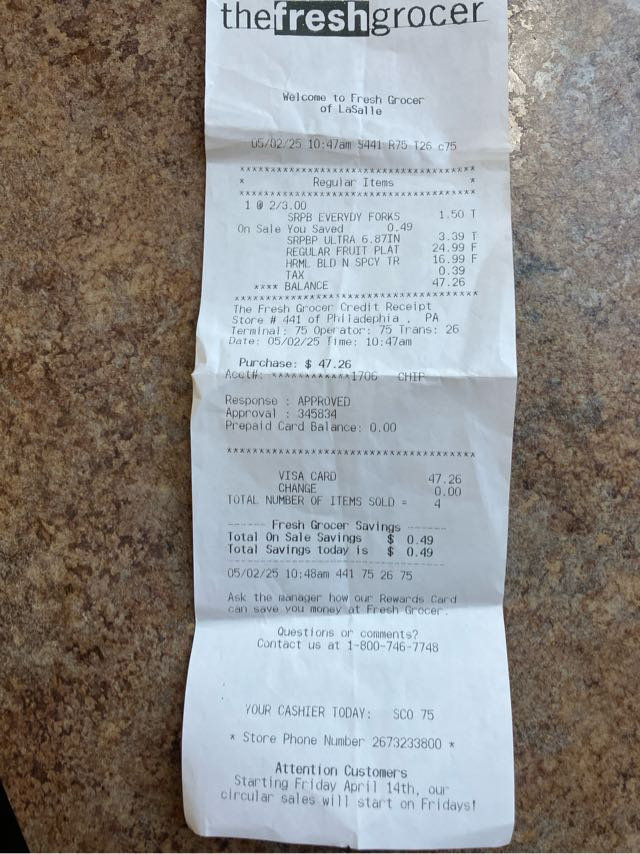 thefreshgrocer
Welcome to Fresh Grocer
of LaSalle
05/02/25 10:47am S441 R75 T26 c75
******************************************
* Regular Items *
******************************************
1 @ 2/3.00
SRPB EVERYDY FORKS 1.50 T
On Sale You Saved 0.49
SRPBP ULTRA 6.87IN 3.39 T
REGULAR FRUIT PLAT 24.99 F
HRML BLD N SPCY TR 16.99 F
TAX 0.39
**** BALANCE 47.26
******************************************
The Fresh Grocer Credit Receipt
Store # 441 of Philadephia , PA
Terminal: 75 Operator: 75 Trans: 26
Date: 05/02/25 Time: 10:47am
Purchase: $ 47.26
Acct#: ************1706 CHIP
Response : APPROVED
Approval : 345834
Prepaid Card Balance: 0.00
******************************************
VISA CARD 47.26
CHANGE 0.00
TOTAL NUMBER OF ITEMS SOLD = 4
------- Fresh Grocer Savings -------
Total On Sale Savings $ 0.49
Total Savings today is $ 0.49
------------------------------------------
05/02/25 10:48am 441 75 26 75
Ask the manager how our Rewards Card
can save you money at Fresh Grocer.
Questions or comments?
Contact us at 1-800-746-7748
YOUR CASHIER TODAY: SCO 75
* Store Phone Number 2673233800 *
Attention Customers
Starting Friday April 14th, our
circular sales will start on Fridays!